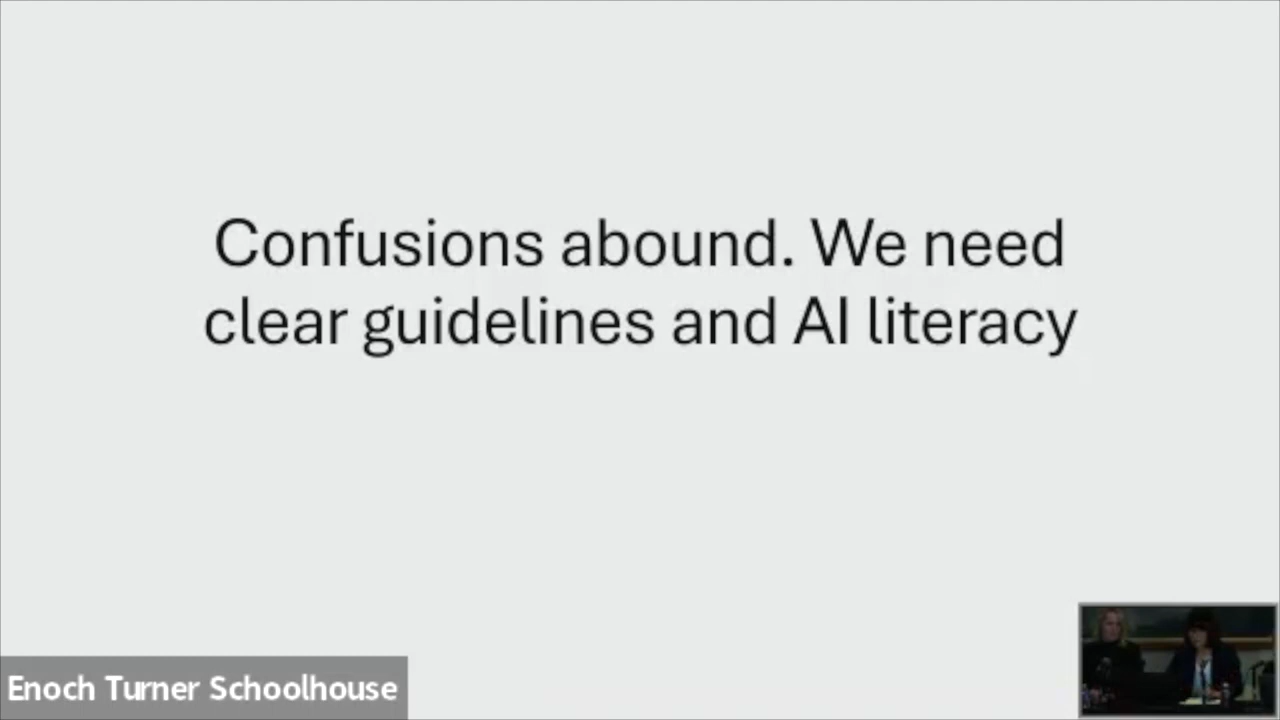 Confusions abound. We need
clear guidelines and AI literacy
Enoch Turner Schoolhouse